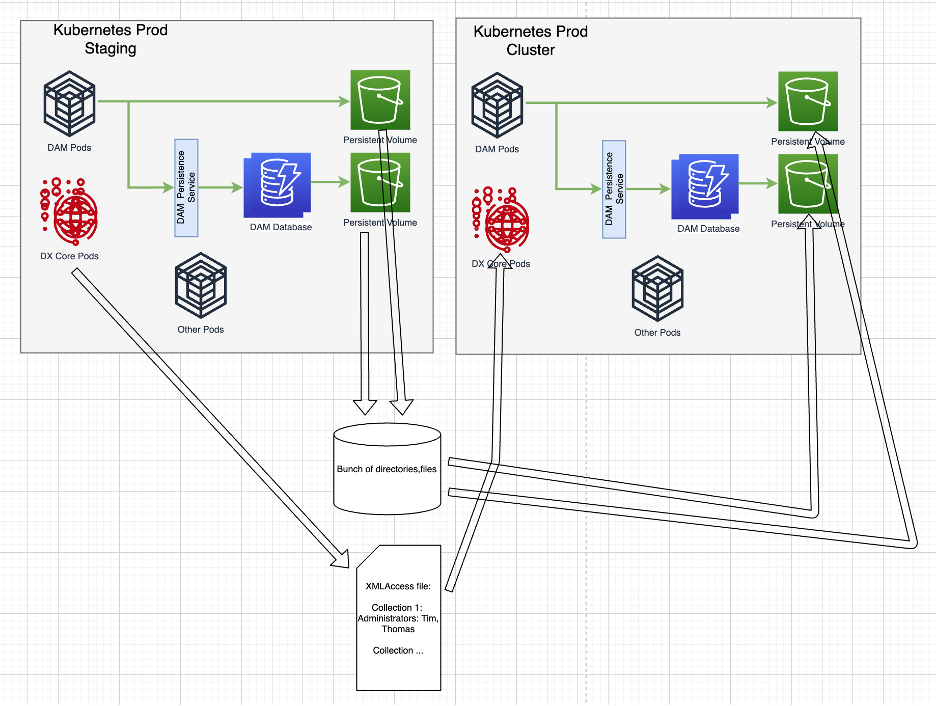 Kubernetes Prod
Staging
DAM Pods
Persistent Volume
DAM Persistence
Service
DAM Database
Persistent Volume
DX Core Pods
Other Pods
Kubernetes Prod
Cluster
DAM Pods
Persistent Volume
DAM Persistence
Service
DAM Database
Persistent Volume
DX Core Pods
Other Pods
Bunch of directories,files
XMLAccess file:
Collection 1:
Administrators: Tim,
Thomas
Collection ...